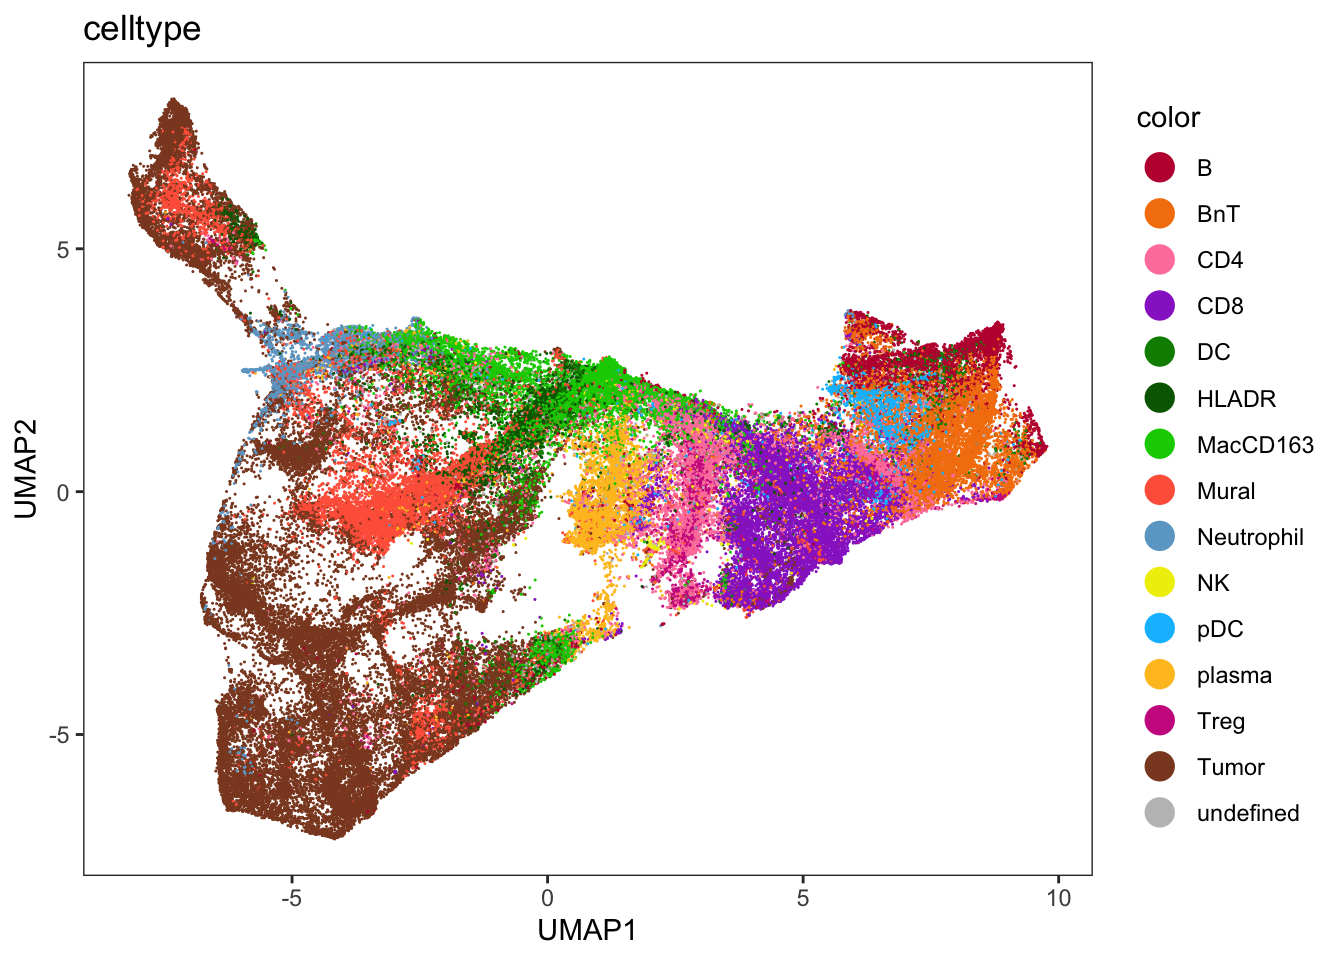 celltype
5
0
-5
UMAP2
-5
0
5
10
UMAP1
color
B
BnT
CD4
CD8
DC
HLADR
MacCD163
Mural
Neutrophil
NK
pDC
plasma
Treg
Tumor
undefined